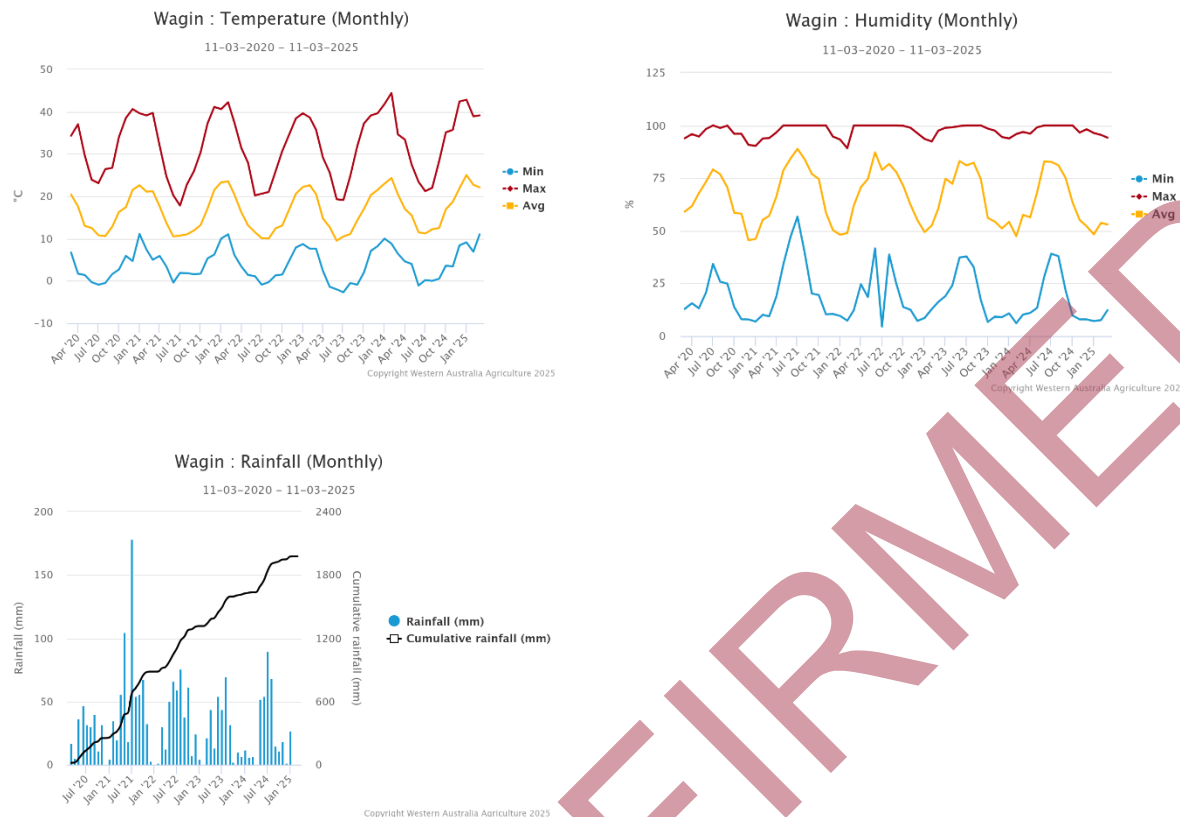 Wagin : Temperature (Monthly)
11-03-2020 - 11-03-2025
50
40
30
20
10
0
-10
°C
Apr '20
Jul '20
Oct '20
Jan '21
Apr '21
Jul '21
Oct '21
Jan '22
Apr '22
Jul '22
Oct '22
Jan '23
Apr '23
Jul '23
Oct '23
Jan '24
Apr '24
Jul '24
Oct '24
Jan '25
Min
Max
Avg
Copyright Western Australia Agriculture 2025
Wagin : Humidity (Monthly)
11-03-2020 - 11-03-2025
125
100
75
50
25
0
%
Apr '20
Jul '20
Oct '20
Jan '21
Apr '21
Jul '21
Oct '21
Jan '22
Apr '22
Jul '22
Oct '22
Jan '23
Apr '23
Jul '23
Oct '23
Jan '24
Apr '24
Jul '24
Oct '24
Jan '25
Min
Max
Avg
Copyright Western Australia Agriculture 202
Wagin : Rainfall (Monthly)
11-03-2020 - 11-03-2025
200
150
100
50
0
Rainfall (mm)
2400
1800
1200
600
0
Cumulative rainfall (mm)
Jul '20
Jan '21
Jul '21
Jan '22
Jul '22
Jan '23
Jul '23
Jan '24
Jul '24
Jan '25
Rainfall (mm)
Cumulative rainfall (mm)
Copyright Western Australia Agriculture 2025